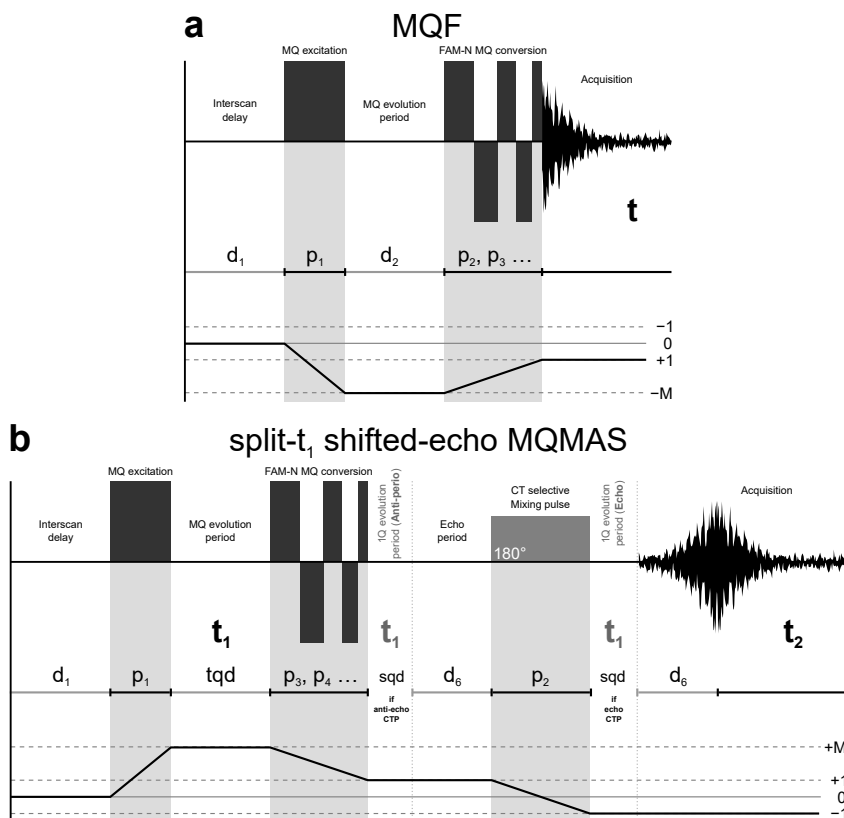 a MQF
MQ excitation
FAM-N MQ conversion
Interscan
delay
MQ evolution
period
Acquisition
t
d1 p1 d2 p2, p3 ...
−1
0
+1
−M
b split-t1 shifted-echo MQMAS
MQ excitation
FAM-N MQ conversion
Interscan
delay
MQ evolution
period
1Q evolution
period (Anti-perio)
Echo
period
CT selective
Mixing pulse
180°
1Q evolution
period (Echo)
Acquisition
t1 t1 t1 t2
d1 p1 tqd p3, p4 ... sqd d6 p2 sqd d6
if
anti-echo
CTP
if
echo
CTP
+M
+1
0
−1